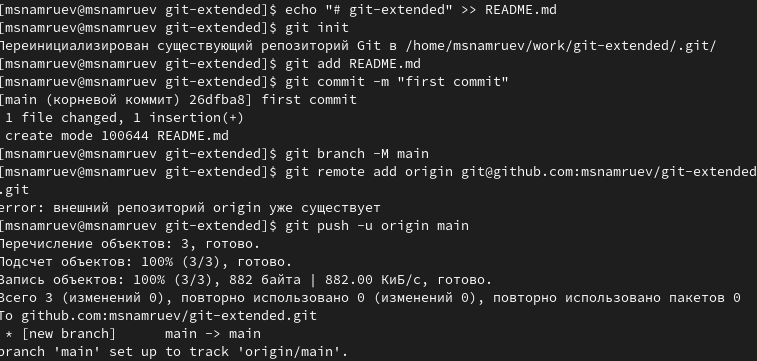 [msnamruev@msnamruev git-extended]$ echo "# git-extended" >> README.md
[msnamruev@msnamruev git-extended]$ git init
Переинициализирован существующий репозиторий Git в /home/msnamruev/work/git-extended/.git/
[msnamruev@msnamruev git-extended]$ git add README.md
[msnamruev@msnamruev git-extended]$ git commit -m "first commit"
[main (корневой коммит) 26dfba8] first commit
 1 file changed, 1 insertion(+)
 create mode 100644 README.md
[msnamruev@msnamruev git-extended]$ git branch -M main
[msnamruev@msnamruev git-extended]$ git remote add origin git@github.com:msnamruev/git-extended
.git
error: внешний репозиторий origin уже существует
[msnamruev@msnamruev git-extended]$ git push -u origin main
Перечисление объектов: 3, готово.
Подсчет объектов: 100% (3/3), готово.
Запись объектов: 100% (3/3), 882 байта | 882.00 КиБ/с, готово.
Всего 3 (изменений 0), повторно использовано 0 (изменений 0), повторно использовано пакетов 0
To github.com:msnamruev/git-extended.git
 * [new branch]      main -> main
branch 'main' set up to track 'origin/main'.